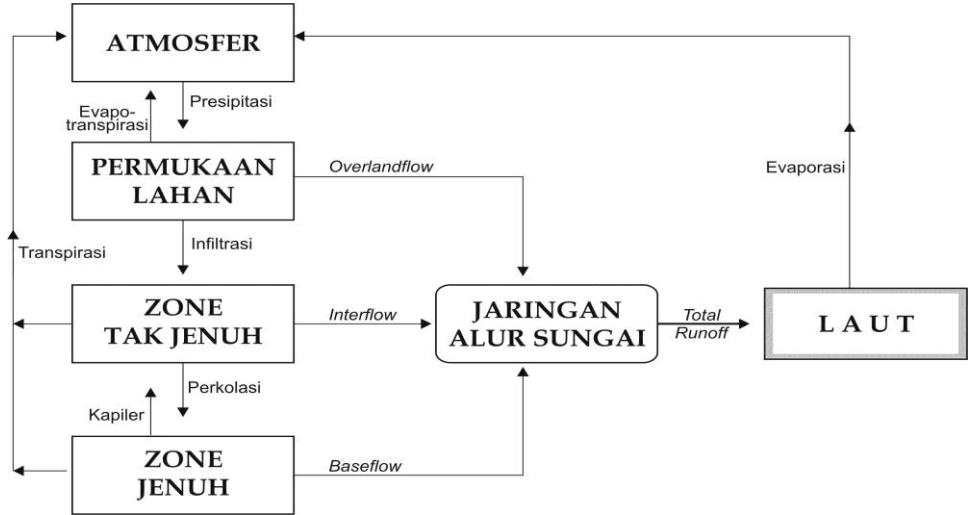 ATMOSFER
Presipitasi
Evapo-
transpirasi
PERMUKAAN
LAHAN
Overlandflow
Evaporasi
Infiltrasi
Transpirasi
ZONE
TAK JENUH
Interflow
JARINGAN
ALUR SUNGAI
Total
Runoff
LAUT
Perkolasi
Kapiler
ZONE
JENUH
Baseflow